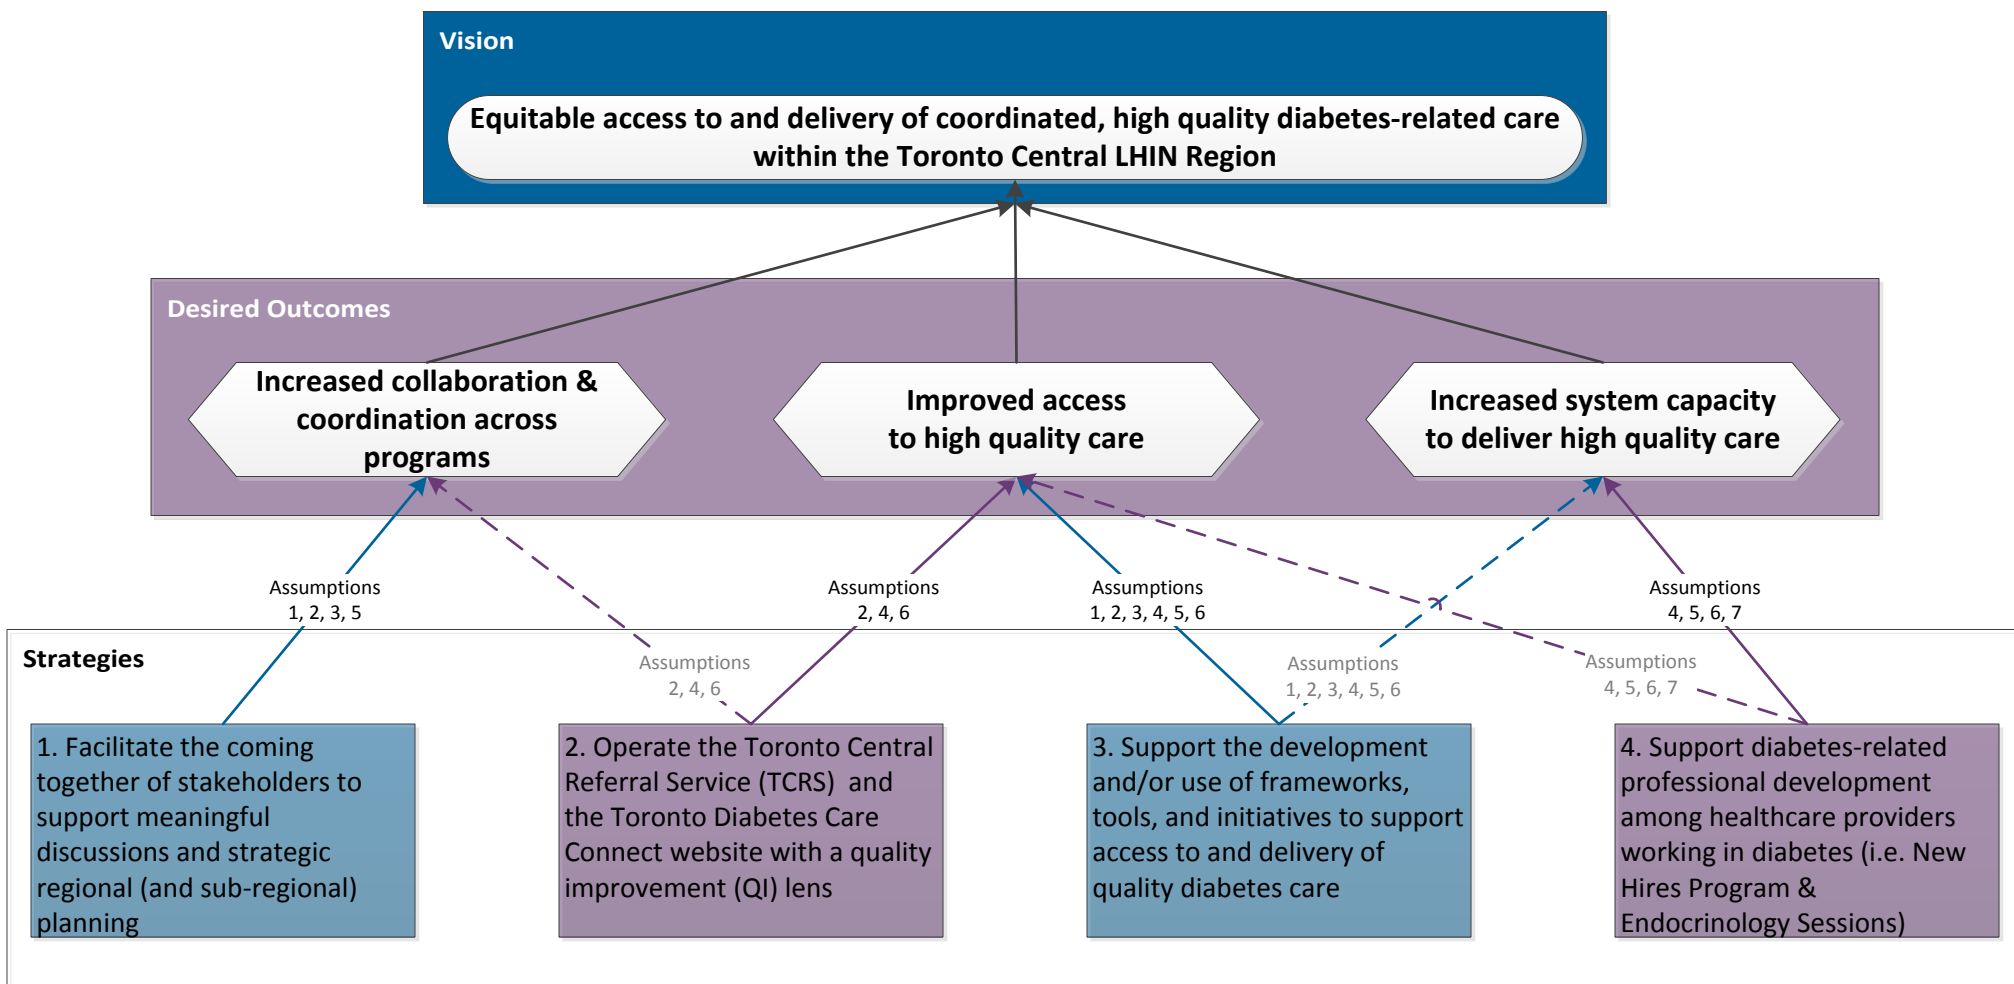 Vision
Equitable access to and delivery of coordinated, high quality diabetes-related care
within the Toronto Central LHIN Region
Desired Outcomes
Increased collaboration &
coordination across
programs
Improved access
to high quality care
Increased system capacity
to deliver high quality care
Assumptions
1, 2, 3, 5
Assumptions
2, 4, 6
Assumptions
1, 2, 3, 4, 5, 6
Assumptions
4, 5, 6, 7
Strategies
Assumptions
2, 4, 6
Assumptions
1, 2, 3, 4, 5, 6
Assumptions
4, 5, 6, 7
1. Facilitate the coming
together of stakeholders to
support meaningful
discussions and strategic
regional (and sub-regional)
planning
2. Operate the Toronto Central
Referral Service (TCRS) and
the Toronto Diabetes Care
Connect website with a quality
improvement (QI) lens
3. Support the development
and/or use of frameworks,
tools, and initiatives to support
access to and delivery of
quality diabetes care
4. Support diabetes-related
professional development
among healthcare providers
working in diabetes (i.e. New
Hires Program &
Endocrinology Sessions)